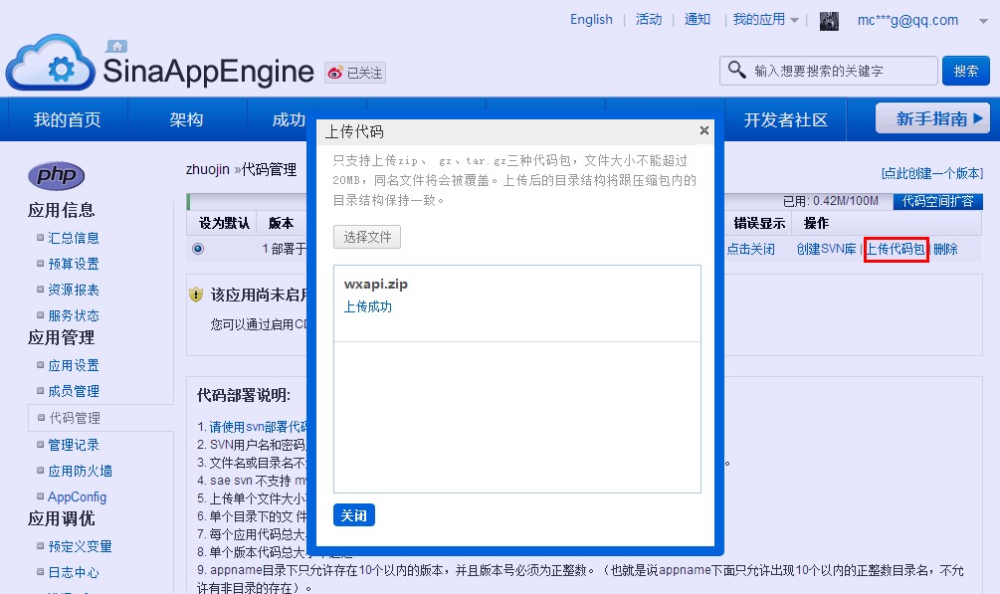 English | 活动 | 通知 | 我的应用 | mc***g@qq.com
SinaAppEngine 已关注
输入想要搜索的关键字 搜索
我的首页 架构 成功 开发者社区 新手指南
php
应用信息
汇总信息
预算设置
资源报表
服务状态
应用管理
应用设置
成员管理
代码管理
管理记录
应用防火墙
AppConfig
应用调优
预定义变量
日志中心
zhuojin »代码管理
[点此创建一个版本]
已用: 0.42M/100M 代码空间扩容
设为默认 版本 错误显示 操作
1 部署于 点击关闭 创建SVN库 | 上传代码包 | 删除
该应用尚未启用
您可以通过启用CD
代码部署说明:
1. 请使用svn部署代码
2. SVN用户名和密码
3. 文件名或目录名不 。
4. sae svn 不支持
5. 上传单个文件大小
6. 单个目录下的文件
7. 每个应用代码总大
8. 单个版本代码总大小不超过
9. appname目录下只允许存在10个以内的版本，并且版本号必须为正整数。（也就是说appname下面只允许出现10个以内的正整数目录名，不允
许有非目录的存在）。
上传代码 ×
只支持上传zip、 gz、tar.gz三种代码包，文件大小不能超过
20MB，同名文件将会被覆盖。上传后的目录结构将跟压缩包内的
目录结构保持一致。
选择文件
wxapi.zip
上传成功
关闭